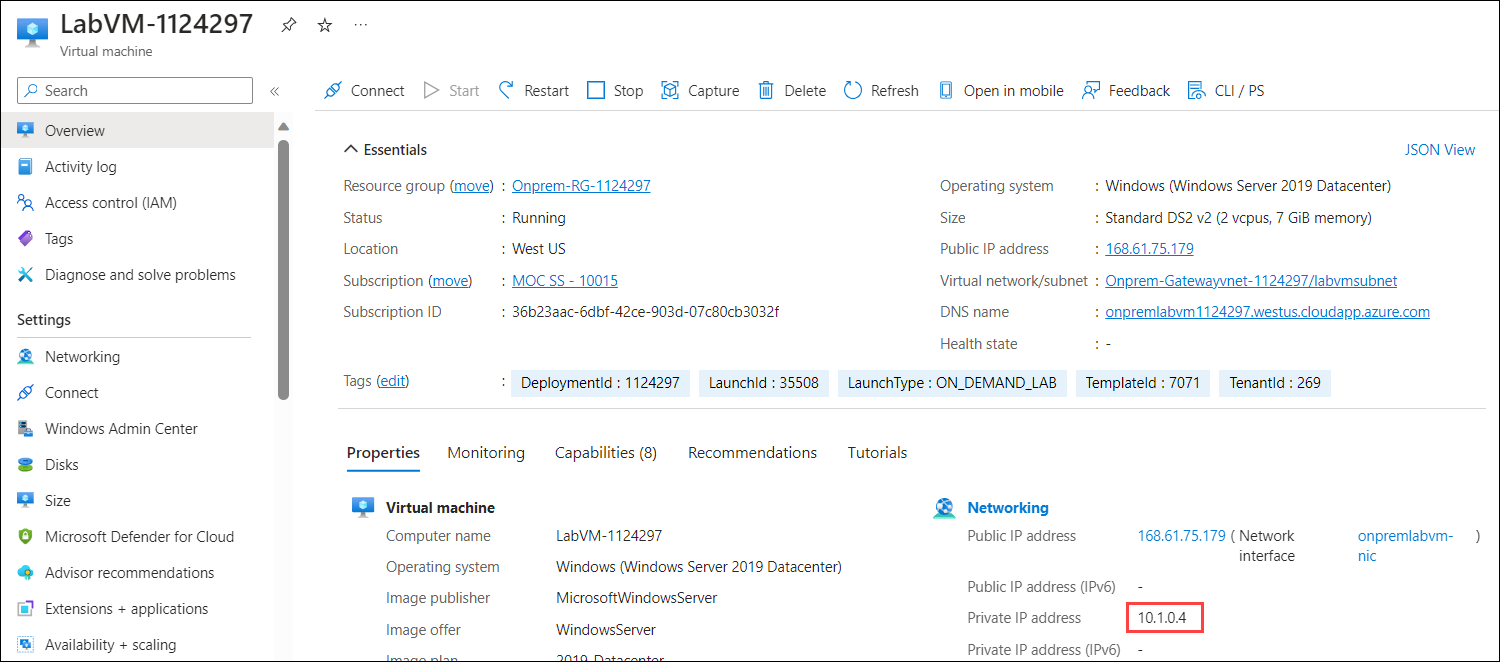 LabVM-1124297
Virtual machine
Search
Connect
Start
Restart
Stop
Capture
Delete
Refresh
Open in mobile
Feedback
CLI / PS
Overview
Activity log
Access control (IAM)
Tags
Diagnose and solve problems
Settings
Networking
Connect
Windows Admin Center
Disks
Size
Microsoft Defender for Cloud
Advisor recommendations
Extensions + applications
Availability + scaling
Essentials
JSON View
Resource group (move) : Onprem-RG-1124297
Status : Running
Location : West US
Subscription (move) : MOC SS - 10015
Subscription ID : 36b23aac-6dbf-42ce-903d-07c80cb3032f
Operating system : Windows (Windows Server 2019 Datacenter)
Size : Standard DS2 v2 (2 vcpus, 7 GiB memory)
Public IP address : 168.61.75.179
Virtual network/subnet : Onprem-Gatewayvnet-1124297/labvmsubnet
DNS name : onpremlabvm1124297.westus.cloudapp.azure.com
Health state : -
Tags (edit) : DeploymentId : 1124297 LaunchId : 35508 LaunchType : ON_DEMAND_LAB TemplateId : 7071 TenantId : 269
Properties
Monitoring
Capabilities (8)
Recommendations
Tutorials
Virtual machine
Computer name LabVM-1124297
Operating system Windows (Windows Server 2019 Datacenter)
Image publisher MicrosoftWindowsServer
Image offer WindowsServer
Image plan 2019-Datacenter
Networking
Public IP address 168.61.75.179 ( Network interface onpremlabvm-nic )
Public IP address (IPv6) -
Private IP address 10.1.0.4
Private IP address (IPv6) -